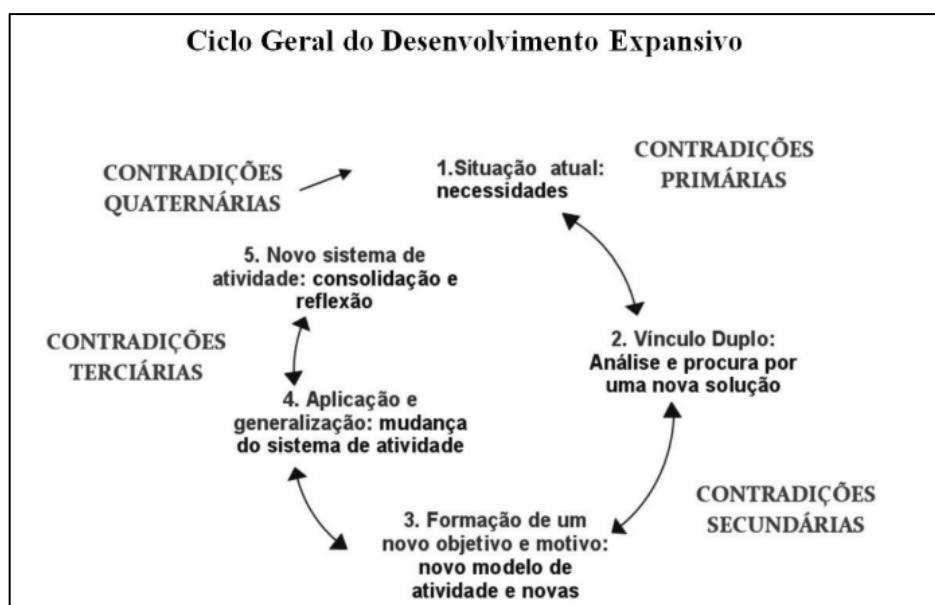 Ciclo Geral do Desenvolvimento Expansivo
CONTRADIÇÕES
QUATERNÁRIAS
1.Situação atual:
necessidades
CONTRADIÇÕES
PRIMÁRIAS
5. Novo sistema de
atividade: consolidação e
reflexão
2. Vínculo Duplo:
Análise e procura por
uma nova solução
CONTRADIÇÕES
TERCIÁRIAS
4. Aplicação e
generalização: mudança
do sistema de atividade
CONTRADIÇÕES
SECUNDÁRIAS
3. Formação de um
novo objetivo e motivo:
novo modelo de
atividade e novas